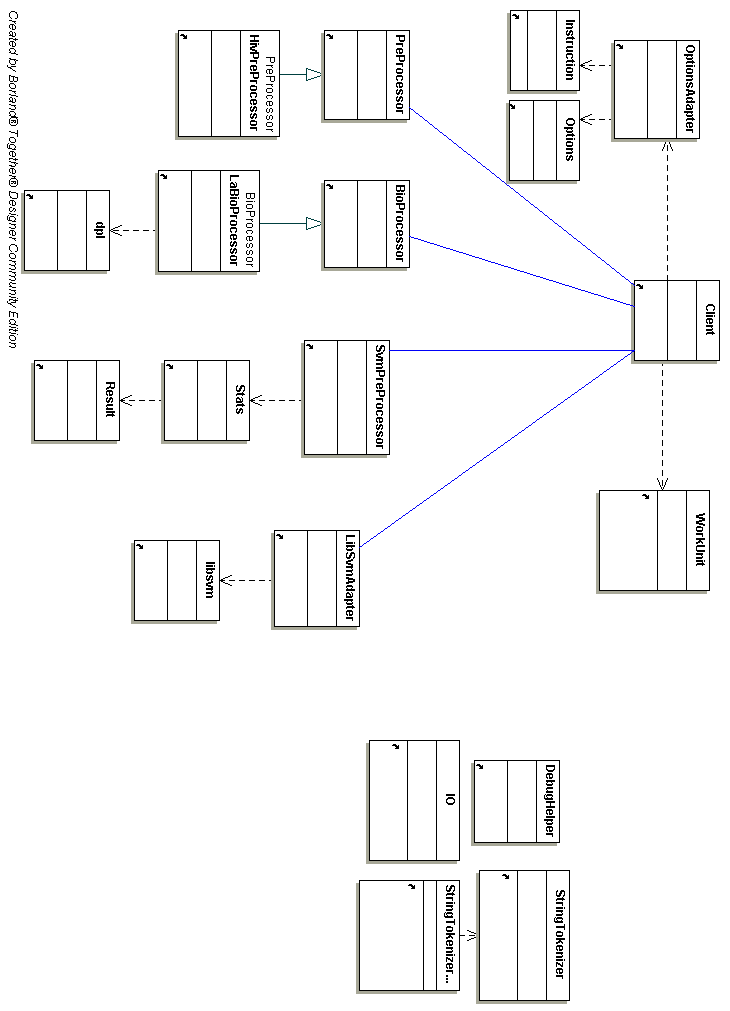 Client
OptionsAdapter
WorkUnit
Instruction
Options
DebugHelper
StringTokenizer
PreProcessor
BioProcessor
SvmPreProcessor
LibSvmAdapter
IO
StringTokenizer...
PreProcessor
HivPreProcessor
BioProcessor
LaBioProcessor
Stats
libsvm
dpl
Result
Created by Borland® Together® Designer Community Edition